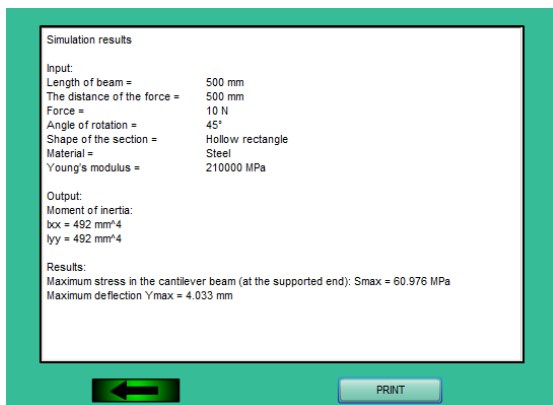 Simulation results
Input:
Length of beam = 500 mm
The distance of the force = 500 mm
Force = 10 N
Angle of rotation = 45°
Shape of the section = Hollow rectangle
Material = Steel
Young's modulus = 210000 MPa
Output:
Moment of inertia:
Ixx = 492 mm^4
Iyy = 492 mm^4
Results:
Maximum stress in the cantilever beam (at the supported end): Smax = 60.976 MPa
Maximum deflection Ymax = 4.033 mm
PRINT